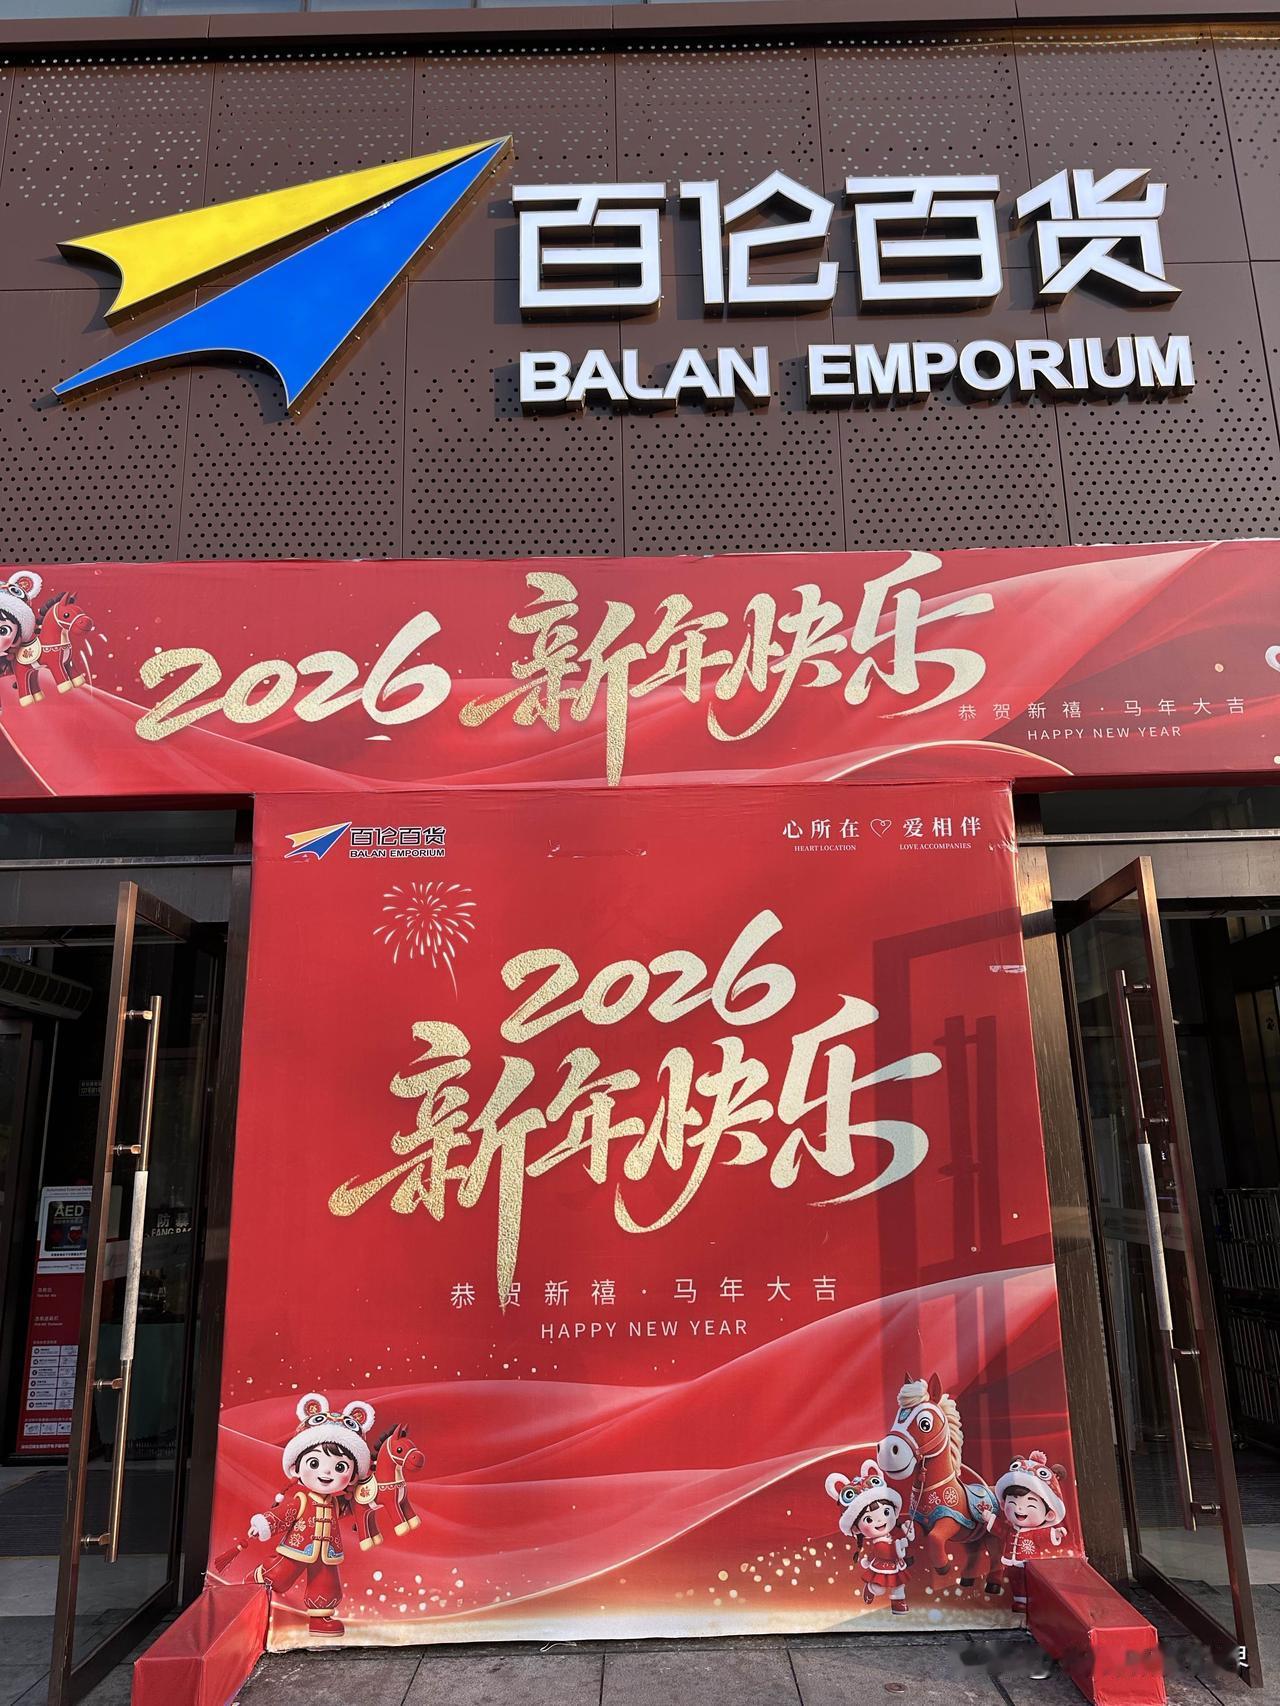 百伦百货
BALAN EMPORIUM
2026 新年快乐
恭贺新禧·马年大吉
HAPPY NEW YEAR
百伦百货
BALAN EMPORIUM
心所在 爱相伴
HEART LOCATION LOVE ACCOMPANIES
2026
新年快乐
恭贺新禧·马年大吉
HAPPY NEW YEAR
AED
防暴